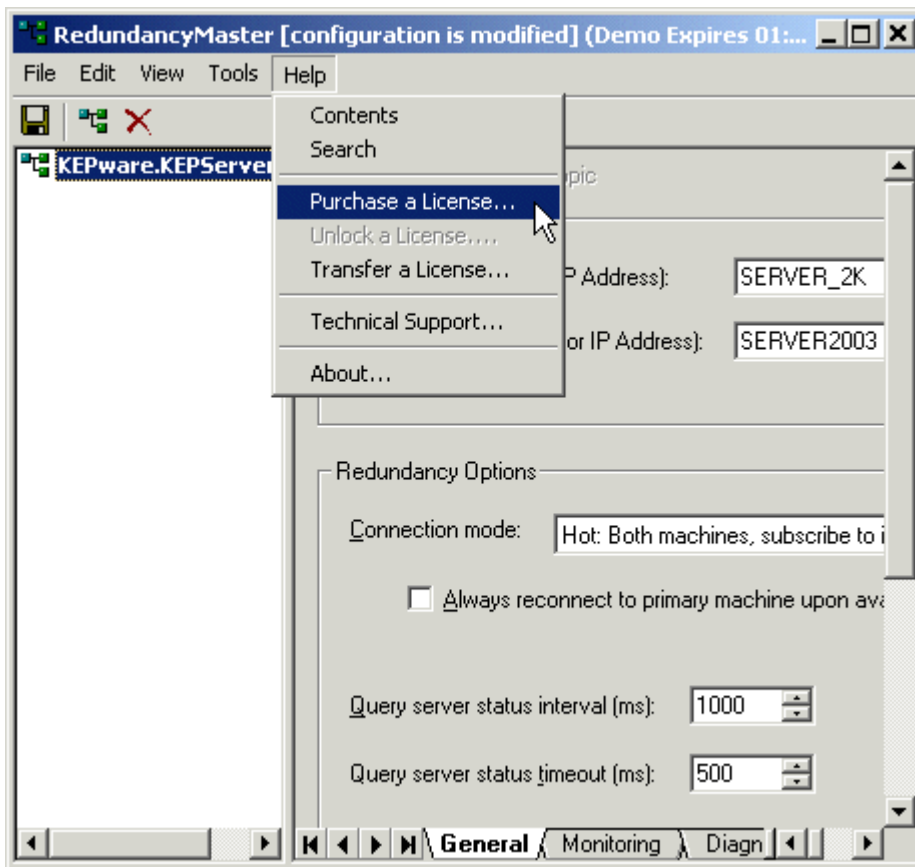 RedundancyMaster [configuration is modified] (Demo Expires 01:...
File Edit View Tools Help
Contents
Search
Purchase a License...
Unlock a License....
Transfer a License...
Technical Support...
About...
KEPware.KEPServe
pic
P Address): SERVER_2K
or IP Address): SERVER2003
Redundancy Options
Connection mode: Hot: Both machines, subscribe to i
Always reconnect to primary machine upon ava
Query server status interval (ms): 1000
Query server status timeout (ms): 500
General Monitoring Diagn